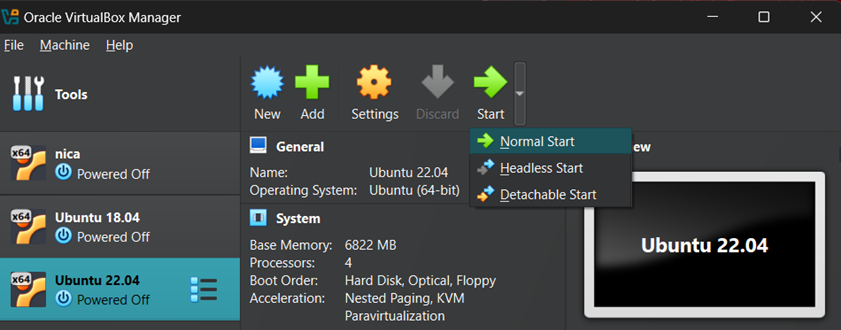 Oracle VirtualBox Manager
File Machine Help
Tools
New Add Settings Discard Start
Normal Start
Headless Start
Detachable Start
x64
nica
Powered Off
x64
Ubuntu 18.04
Powered Off
x64
Ubuntu 22.04
Powered Off
General
Name: Ubuntu 22.04
Operating System: Ubuntu (64-bit)
System
Base Memory: 6822 MB
Processors: 4
Boot Order: Hard Disk, Optical, Floppy
Acceleration: Nested Paging, KVM
Paravirtualization
ew
Ubuntu 22.04